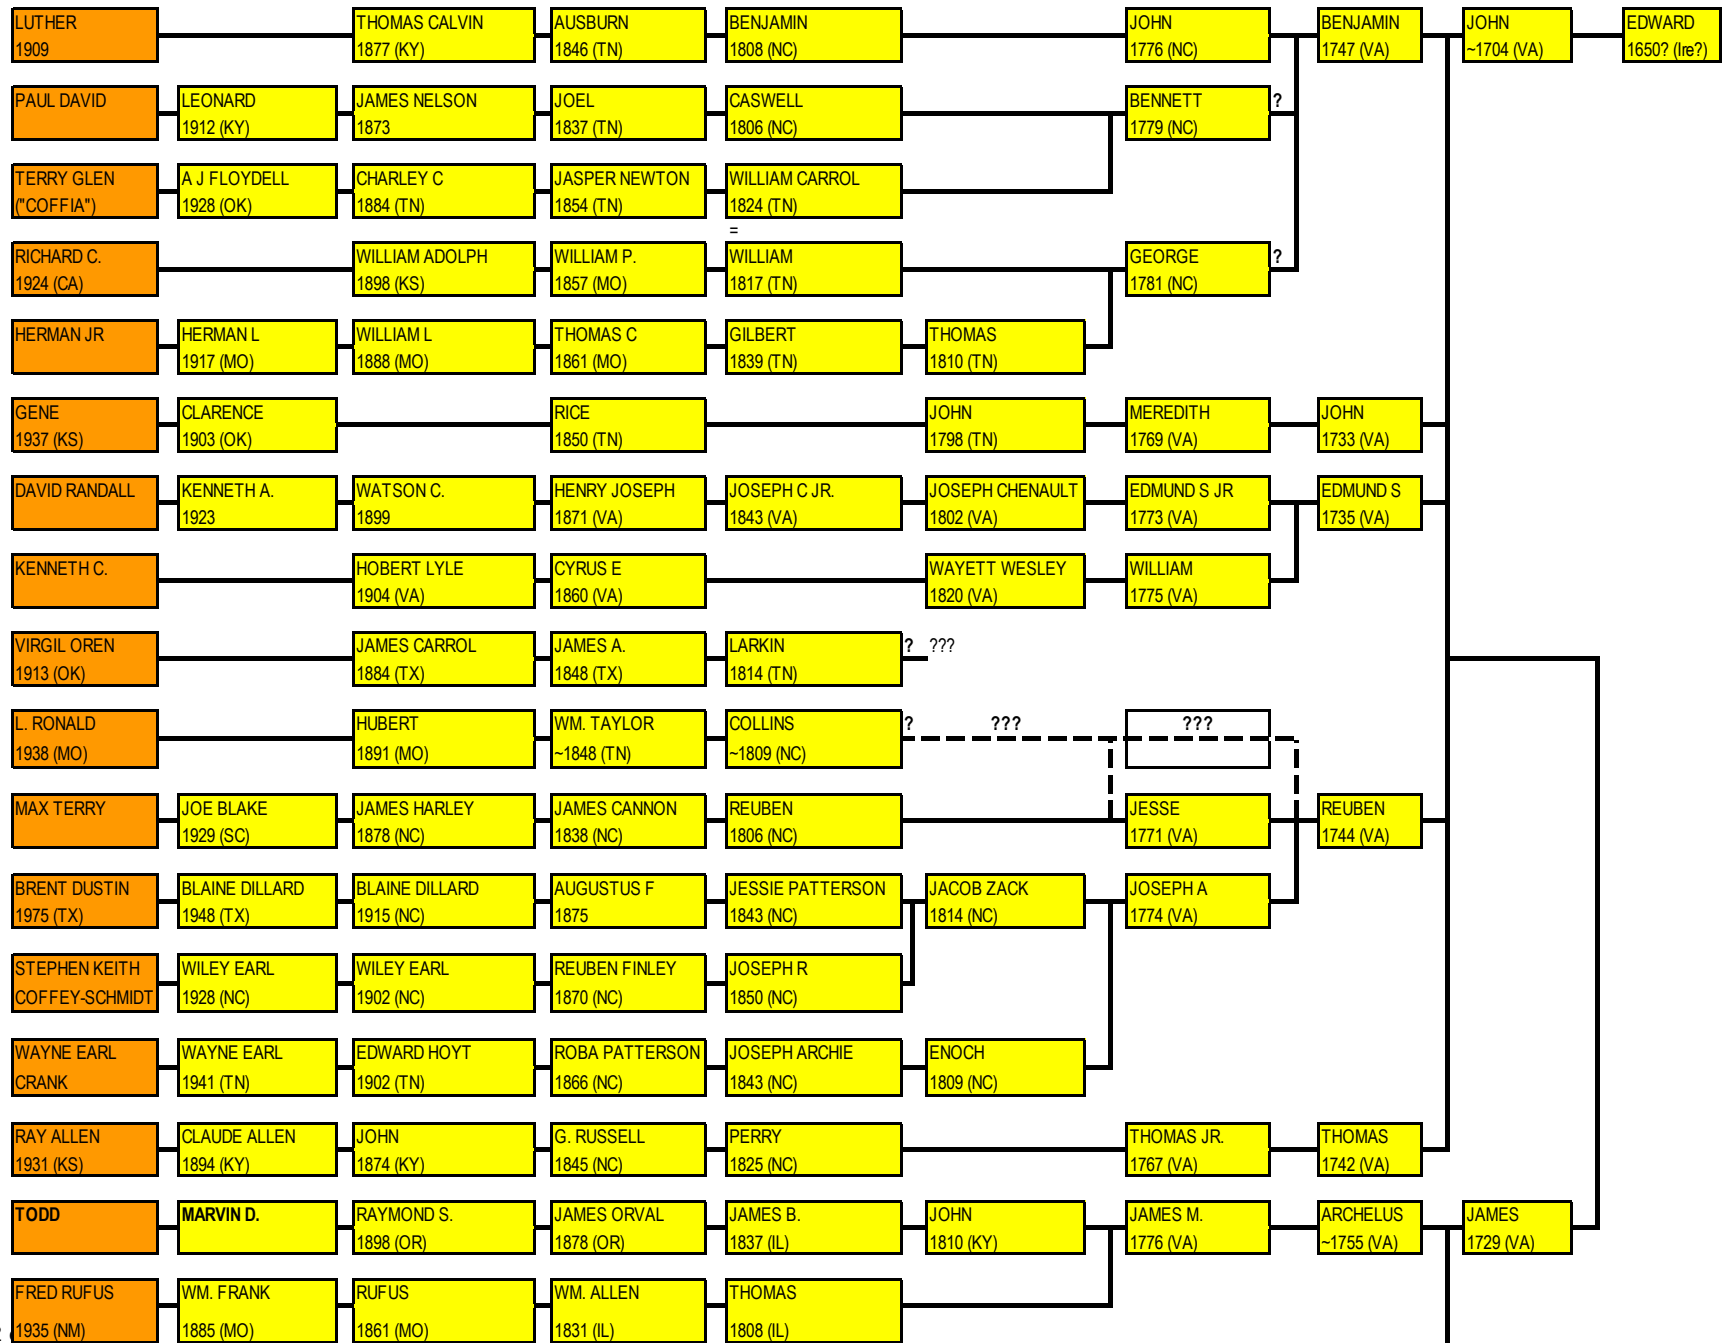 LUTHER
1909
THOMAS CALVIN
1877 (KY)
AUSBURN
1846 (TN)
BENJAMIN
1808 (NC)
JOHN
1776 (NC)
BENJAMIN
1747 (VA)
JOHN
~1704 (VA)
EDWARD
1650? (Ire?)
PAUL DAVID
LEONARD
1912 (KY)
JAMES NELSON
1873
JOEL
1837 (TN)
CASWELL
1806 (NC)
BENNETT
1779 (NC)
?
TERRY GLEN
("COFFIA")
A J FLOYDELL
1928 (OK)
CHARLEY C
1884 (TN)
JASPER NEWTON
1854 (TN)
WILLIAM CARROL
1824 (TN)
=
RICHARD C.
1924 (CA)
WILLIAM ADOLPH
1898 (KS)
WILLIAM P.
1857 (MO)
WILLIAM
1817 (TN)
GEORGE
1781 (NC)
?
HERMAN JR
HERMAN L
1917 (MO)
WILLIAM L
1888 (MO)
THOMAS C
1861 (MO)
GILBERT
1839 (TN)
THOMAS
1810 (TN)
GENE
1937 (KS)
CLARENCE
1903 (OK)
RICE
1850 (TN)
JOHN
1798 (TN)
MEREDITH
1769 (VA)
JOHN
1733 (VA)
DAVID RANDALL
KENNETH A.
1923
WATSON C.
1899
HENRY JOSEPH
1871 (VA)
JOSEPH C JR.
1843 (VA)
JOSEPH CHENAULT
1802 (VA)
EDMUND S JR
1773 (VA)
EDMUND S
1735 (VA)
KENNETH C.
HOBERT LYLE
1904 (VA)
CYRUS E
1860 (VA)
WAYETT WESLEY
1820 (VA)
WILLIAM
1775 (VA)
VIRGIL OREN
1913 (OK)
JAMES CARROL
1884 (TX)
JAMES A.
1848 (TX)
LARKIN
1814 (TN)
? ???
L. RONALD
1938 (MO)
HUBERT
1891 (MO)
WM. TAYLOR
~1848 (TN)
COLLINS
~1809 (NC)
? ??? ???
MAX TERRY
JOE BLAKE
1929 (SC)
JAMES HARLEY
1878 (NC)
JAMES CANNON
1838 (NC)
REUBEN
1806 (NC)
JESSE
1771 (VA)
REUBEN
1744 (VA)
BRENT DUSTIN
1975 (TX)
BLAINE DILLARD
1948 (TX)
BLAINE DILLARD
1915 (NC)
AUGUSTUS F
1875
JESSIE PATTERSON
1843 (NC)
JACOB ZACK
1814 (NC)
JOSEPH A
1774 (VA)
STEPHEN KEITH
COFFEY-SCHMIDT
WILEY EARL
1928 (NC)
WILEY EARL
1902 (NC)
REUBEN FINLEY
1870 (NC)
JOSEPH R
1850 (NC)
WAYNE EARL
CRANK
WAYNE EARL
1941 (TN)
EDWARD HOYT
1902 (TN)
ROBA PATTERSON
1866 (NC)
JOSEPH ARCHIE
1843 (NC)
ENOCH
1809 (NC)
RAY ALLEN
1931 (KS)
CLAUDE ALLEN
1894 (KY)
JOHN
1874 (KY)
G. RUSSELL
1845 (NC)
PERRY
1825 (NC)
THOMAS JR.
1767 (VA)
THOMAS
1742 (VA)
TODD
MARVIN D.
RAYMOND S.
1898 (OR)
JAMES ORVAL
1878 (OR)
JAMES B.
1837 (IL)
JOHN
1810 (KY)
JAMES M.
1776 (VA)
ARCHELUS
~1755 (VA)
JAMES
1729 (VA)
FRED RUFUS
1935 (NM)
WM. FRANK
1885 (MO)
RUFUS
1861 (MO)
WM. ALLEN
1831 (IL)
THOMAS
1808 (IL)